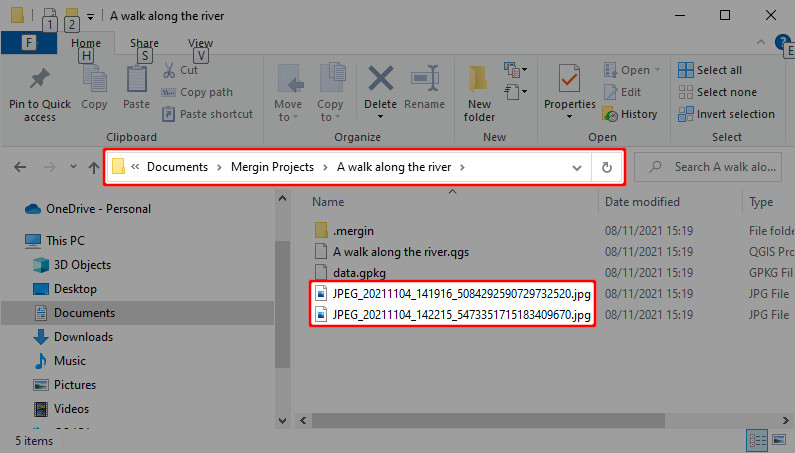 1 2 A walk along the river
F Home Share View
H S V E
Pin to Quick access
Copy
Paste
Cut
Copy path
Paste shortcut
Move to
Copy to
Delete
Rename
New folder
Properties
Open
Edit
History
Select all
Select none
Invert selection
Clipboard Organize New Open Select
« Documents > Mergin Projects > A walk along the river > Search A walk alo...
OneDrive - Personal
This PC
3D Objects
Desktop
Documents
Downloads
Music
Pictures
Videos
Name Date modified Type
.mergin 08/11/2021 15:19 File folde
A walk along the river.qgs 08/11/2021 15:19 QGIS Pro
data.gpkg 08/11/2021 15:19 GPKG Fi
JPEG_20211104_141916_5084292590729732520.jpg 08/11/2021 15:19 JPG File
JPEG_20211104_142215_5473351715183409670.jpg 08/11/2021 15:19 JPG File
5 items